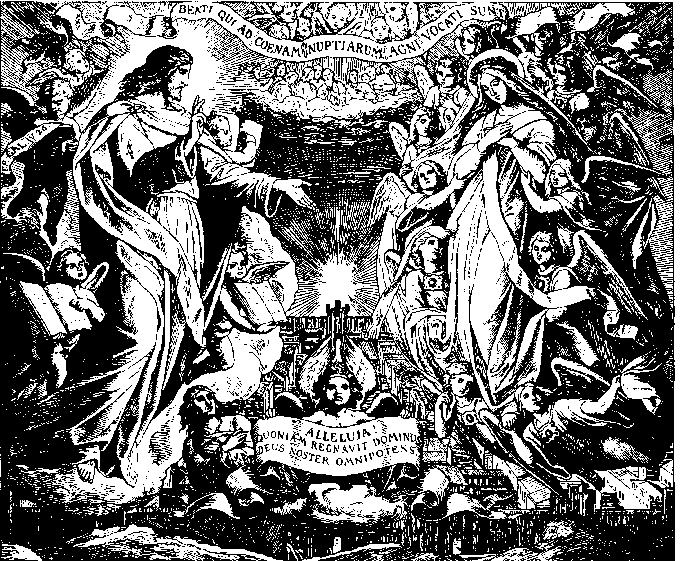 BEATI QUI AD COENAM NUPTIARUM AGNI VOCATI SUNT
ALLELUJA:
QUONIAM REGNAVIT DOMINUS
DEUS NOSTER OMNIPOTENS